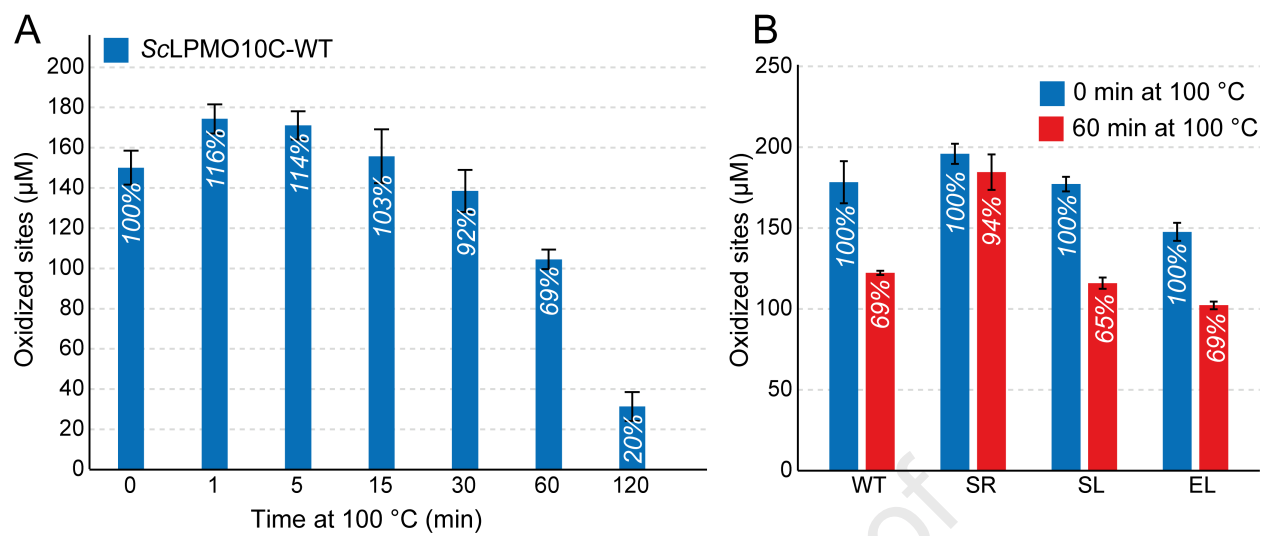 A
ScLPMO10C-WT
Oxidized sites (µM)
200
180
160
140
120
100
80
60
40
20
0
100%
116%
114%
103%
92%
69%
20%
0 1 5 15 30 60 120
Time at 100 °C (min)
B
0 min at 100 °C
60 min at 100 °C
Oxidized sites (µM)
250
200
150
100
50
0
100%
69%
100%
94%
100%
65%
100%
69%
WT SR SL EL
of